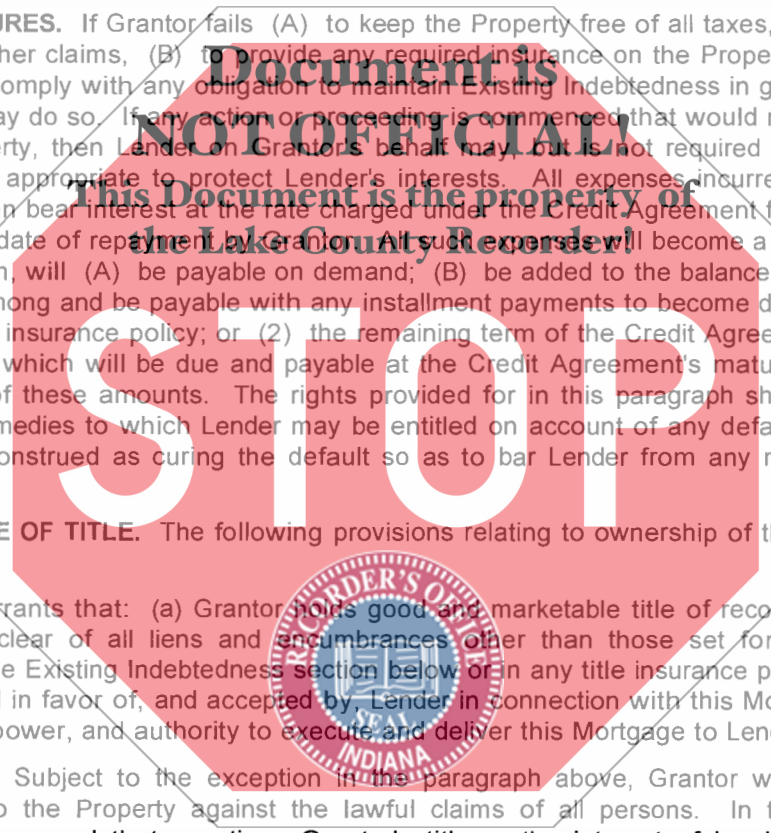 URES. If Grantor fails (A) to keep the Property free of all taxes,
her claims, (B) to provide any required insurance on the Prope
omply with any obligation to maintain Existing Indebtedness in g
ay do so. If any action or proceeding is commenced that would
erty, then Lender on Grantor's behalf may, but is not required
appropriate to protect Lender's interests. All expenses incurre
n bear interest at the rate charged under the Credit Agreement f
date of repayment by Grantor. All such expenses will become a
n, will (A) be payable on demand; (B) be added to the balance
nong and be payable with any installment payments to become d
insurance policy; or (2) the remaining term of the Credit Agree
which will be due and payable at the Credit Agreement's matu
of these amounts. The rights provided for in this paragraph sh
medies to which Lender may be entitled on account of any defa
onstrued as curing the default so as to bar Lender from any r
E OF TITLE. The following provisions relating to ownership of t
rrants that: (a) Grantor holds good and marketable title of reco
clear of all liens and encumbrances other than those set for
e Existing Indebtedness section below or in any title insurance p
d in favor of, and accepted by, Lender in connection with this Mo
power, and authority to execute and deliver this Mortgage to Lend
Subject to the exception in the paragraph above, Grantor w
o the Property against the lawful claims of all persons. In t
Document is
NOT OFFICIAL!
This Document is the property of
the Lake County Recorder!
STOP
RECORDER'S OFFICE
SEAL
INDIANA